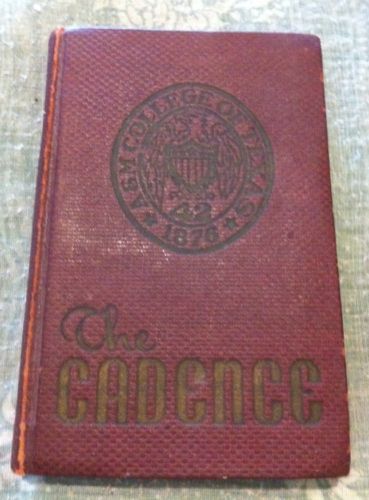 A&M COLLEGE OF TEXAS
42
1876
The
CADENCE